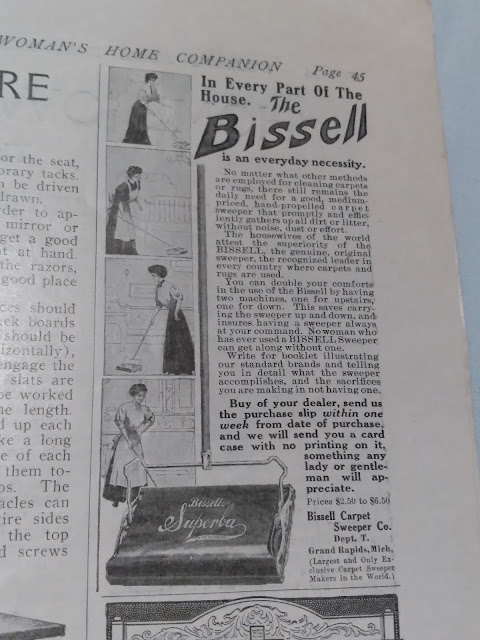 WOMAN'S HOME COMPANION Page 45
RE
or the seat,
orary tacks.
n be driven
drawn.
rder to ap-
mirror or
get a good
at hand.
the razors,
good place
ces should
boards
should be
izontally),
engage the
slats are
be worked
ne length.
d up each
ke a long
e of each
them to-
s. The
acles can
ire sides
the top
d screws
In Every Part Of The
House. The
Bissell
is an everyday necessity.
No matter what other methods
are employed for cleaning carpets
or rugs, there still remains the
daily need for a good, medium-
priced, hand-propelled carpet
sweeper that promptly and effic
iently gathers up all dirt or litter,
without noise, dust or effort.
The housewives of the world
attest the superiority of the
BISSELL, the genuine, original
sweeper, the recognized leader in
every country where carpets and
rugs are used.
You can double your comforts
in the use of the Bissell by having
two machines, one for upstairs,
one for down. This saves carry-
ing the sweeper up and down, and
insures having a sweeper always
at your command. No woman who
has ever used a BISSELL Sweeper
can get along without one.
Write for booklet illustrating
our standard brands and telling
you in detail what the sweeper
accomplishes, and the sacrifices
you are making in not having one.
Buy of your dealer, send us
the purchase slip within one
week from date of purchase,
and we will send you a card
case with no printing on it,
something any
lady or gentle-
man will ap-
preciate.
Prices $2.50 to $6.50
Bissell Carpet
Sweeper Co.
Dept. T.
Grand Rapids, Mich.
(Largest and Only Ex-
clusive Carpet Sweeper
Makers in the World.)
Bissell's
Superba